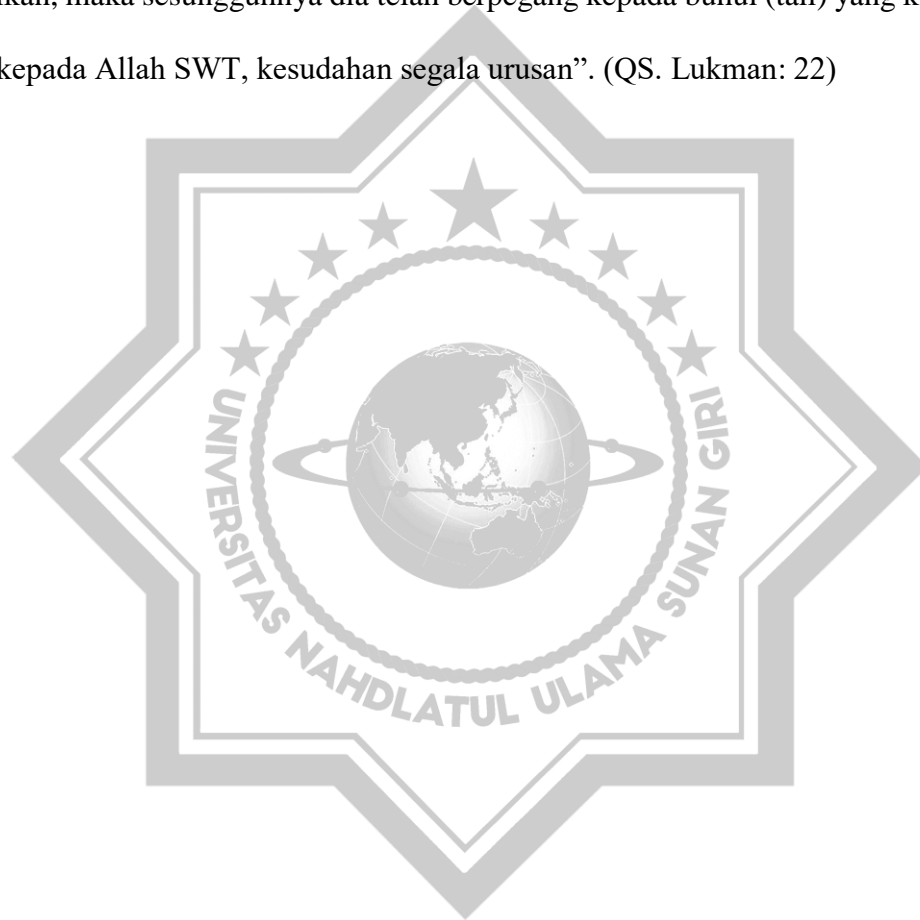 ikan, maka sesungguhnya dia telah berpegang kepada buhul (tali) yang k
kepada Allah SWT, kesudahan segala urusan”. (QS. Lukman: 22)
UNIVERSITAS NAHDLATUL ULAMA SUNAN GIRI